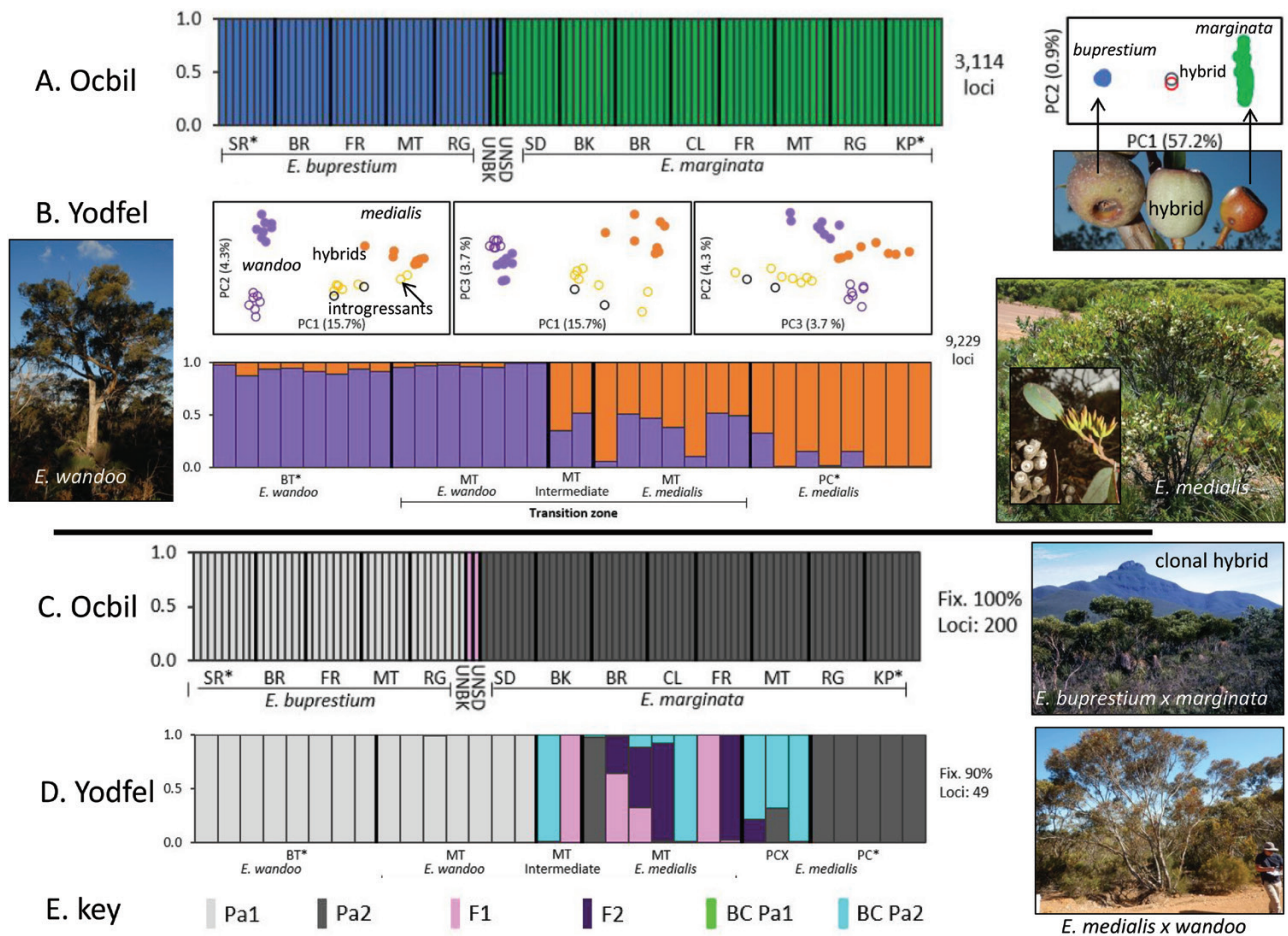 A. Ocbil
1.0
0.5
0.0
SR* BR FR MT RG UNBK UNSD SD BK BR CL FR MT RG KP*
E. buprestium E. marginata
3,114
loci
marginata
buprestium
hybrid
PC2 (0.9%)
PC1 (57.2%)
hybrid
B. Yodfel
medialis
hybrids
wandoo
introgressants
PC2 (4.3%)
PC1 (15.7%)
PC3 (3.7 %)
PC1 (15.7%)
PC2 (4.3 %)
PC3 (3.7 %)
9,229
loci
1.0
0.5
0.0
BT* MT MT MT PC*
E. wandoo E. wandoo Intermediate E. medialis E. medialis
Transition zone
E. wandoo
E. medialis
C. Ocbil
1.0
0.5
0.0
SR* BR FR MT RG UNBK UNSD SD BK BR CL FR MT RG KP*
E. buprestium E. marginata
Fix. 100%
Loci: 200
clonal hybrid
E. buprestium x marginata
D. Yodfel
1.0
0.5
0.0
BT* MT MT MT PCX PC*
E. wandoo E. wandoo Intermediate E. medialis E. medialis
Fix. 90%
Loci: 49
E. medialis x wandoo
E. key
Pa1 Pa2 F1 F2 BC Pa1 BC Pa2